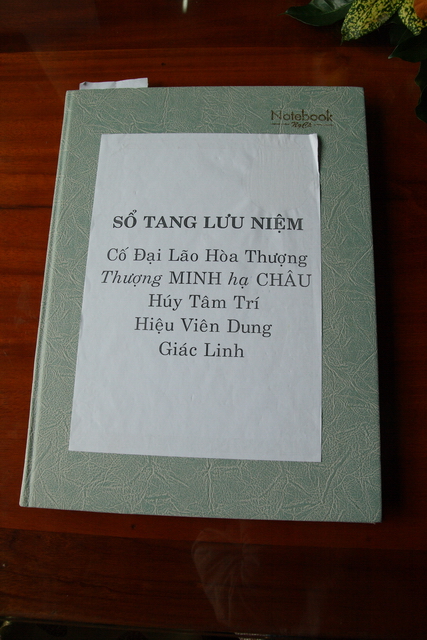 Notebook
SỔ TANG LƯU NIỆM
Cố Đại Lão Hòa Thượng
Thượng MINH hạ CHÂU
Húy Tâm Trí
Hiệu Viên Dung
Giác Linh